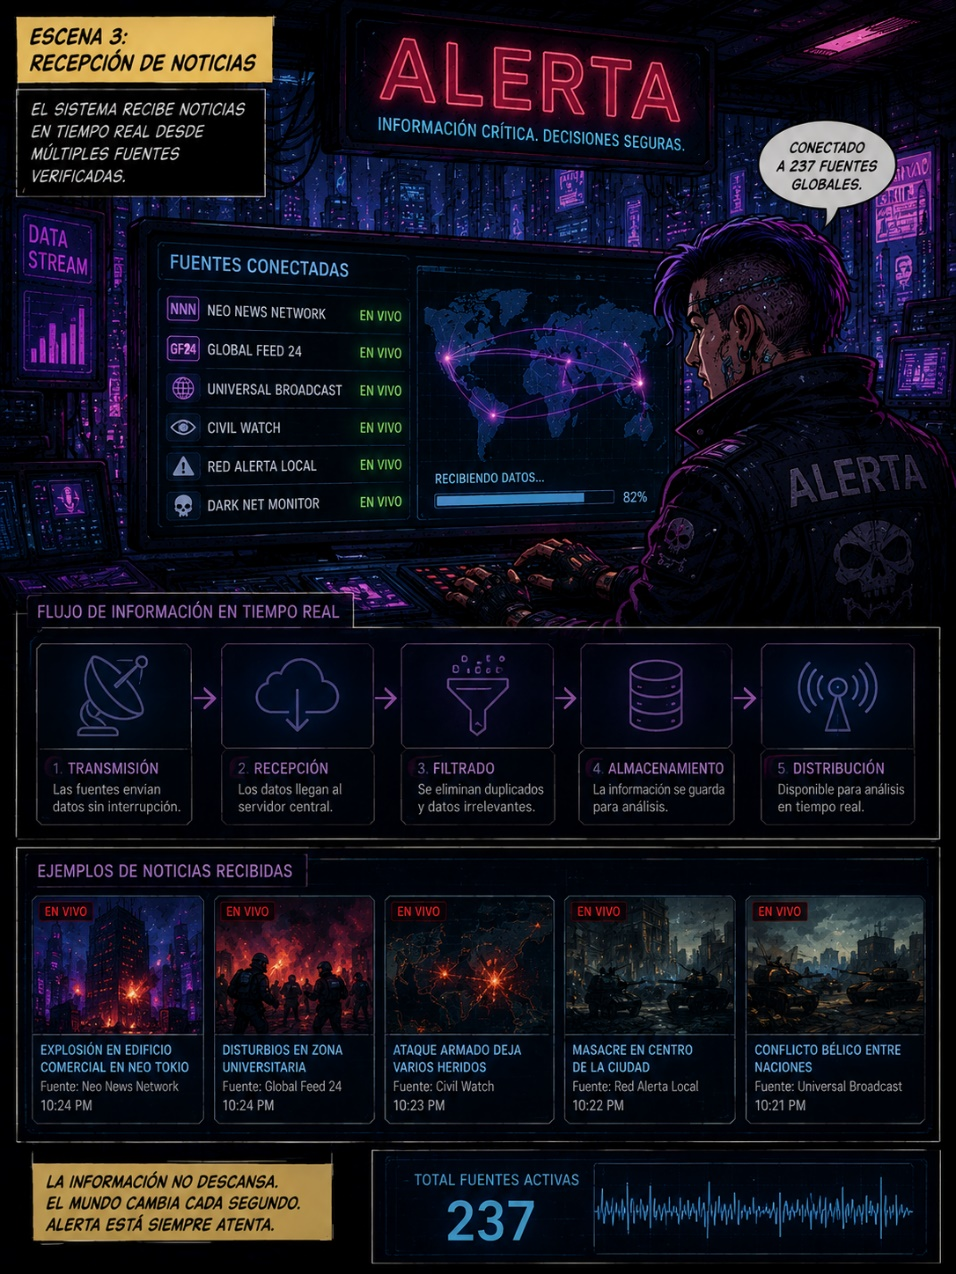 ESCENA 3:
RECEPCIÓN DE NOTICIAS
EL SISTEMA RECIBE NOTICIAS
EN TIEMPO REAL DESDE
MÚLTIPLES FUENTES
VERIFICADAS.
ALERTA
INFORMACIÓN CRÍTICA. DECISIONES SEGURAS.
CONECTADO
A 237 FUENTES
GLOBALES.
DATA
STREAM
FUENTES CONECTADAS
NNN NEO NEWS NETWORK EN VIVO
GF24 GLOBAL FEED 24 EN VIVO
UNIVERSAL BROADCAST EN VIVO
CIVIL WATCH EN VIVO
RED ALERTA LOCAL EN VIVO
DARK NET MONITOR EN VIVO
RECIBIENDO DATOS...
82%
ALERTA
FLUJO DE INFORMACIÓN EN TIEMPO REAL
1. TRANSMISIÓN
Las fuentes envían
datos sin interrupción.
2. RECEPCIÓN
Los datos llegan al
servidor central.
3. FILTRADO
Se eliminan duplicados
y datos irrelevantes.
4. ALMACENAMIENTO
La información se guarda
para análisis.
5. DISTRIBUCIÓN
Disponible para análisis
en tiempo real.
EJEMPLOS DE NOTICIAS RECIBIDAS
EN VIVO
EXPLOSIÓN EN EDIFICIO
COMERCIAL EN NEO TOKIO
Fuente: Neo News Network
10:24 PM
EN VIVO
DISTURBIOS EN ZONA
UNIVERSITARIA
Fuente: Global Feed 24
10:24 PM
EN VIVO
ATAQUE ARMADO DEJA
VARIOS HERIDOS
Fuente: Civil Watch
10:23 PM
EN VIVO
MASACRE EN CENTRO
DE LA CIUDAD
Fuente: Red Alerta Local
10:22 PM
EN VIVO
CONFLICTO BÉLICO ENTRE
NACIONES
Fuente: Universal Broadcast
10:21 PM
LA INFORMACIÓN NO DESCANSA.
EL MUNDO CAMBIA CADA SEGUNDO.
ALERTA ESTÁ SIEMPRE ATENTA.
TOTAL FUENTES ACTIVAS
237